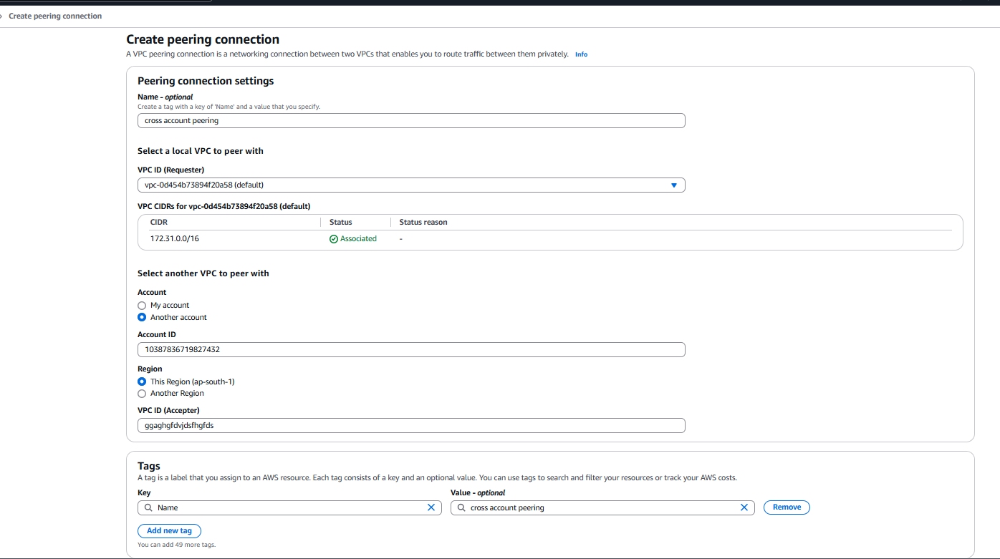 Create peering connection
Create peering connection
A VPC peering connection is a networking connection between two VPCs that enables you to route traffic between them privately. Info
Peering connection settings
Name - optional
Create a tag with a key of 'Name' and a value that you specify.
cross account peering
Select a local VPC to peer with
VPC ID (Requester)
vpc-0d454b73894f20a58 (default)
VPC CIDRs for vpc-0d454b73894f20a58 (default)
CIDR Status Status reason
172.31.0.0/16 Associated -
Select another VPC to peer with
Account
My account
Another account
Account ID
10387836719827432
Region
This Region (ap-south-1)
Another Region
VPC ID (Accepter)
ggaghgfdvjdsfhgfds
Tags
A tag is a label that you assign to an AWS resource. Each tag consists of a key and an optional value. You can use tags to search and filter your resources or track your AWS costs.
Key Value - optional
Name cross account peering Remove
Add new tag
You can add 49 more tags.